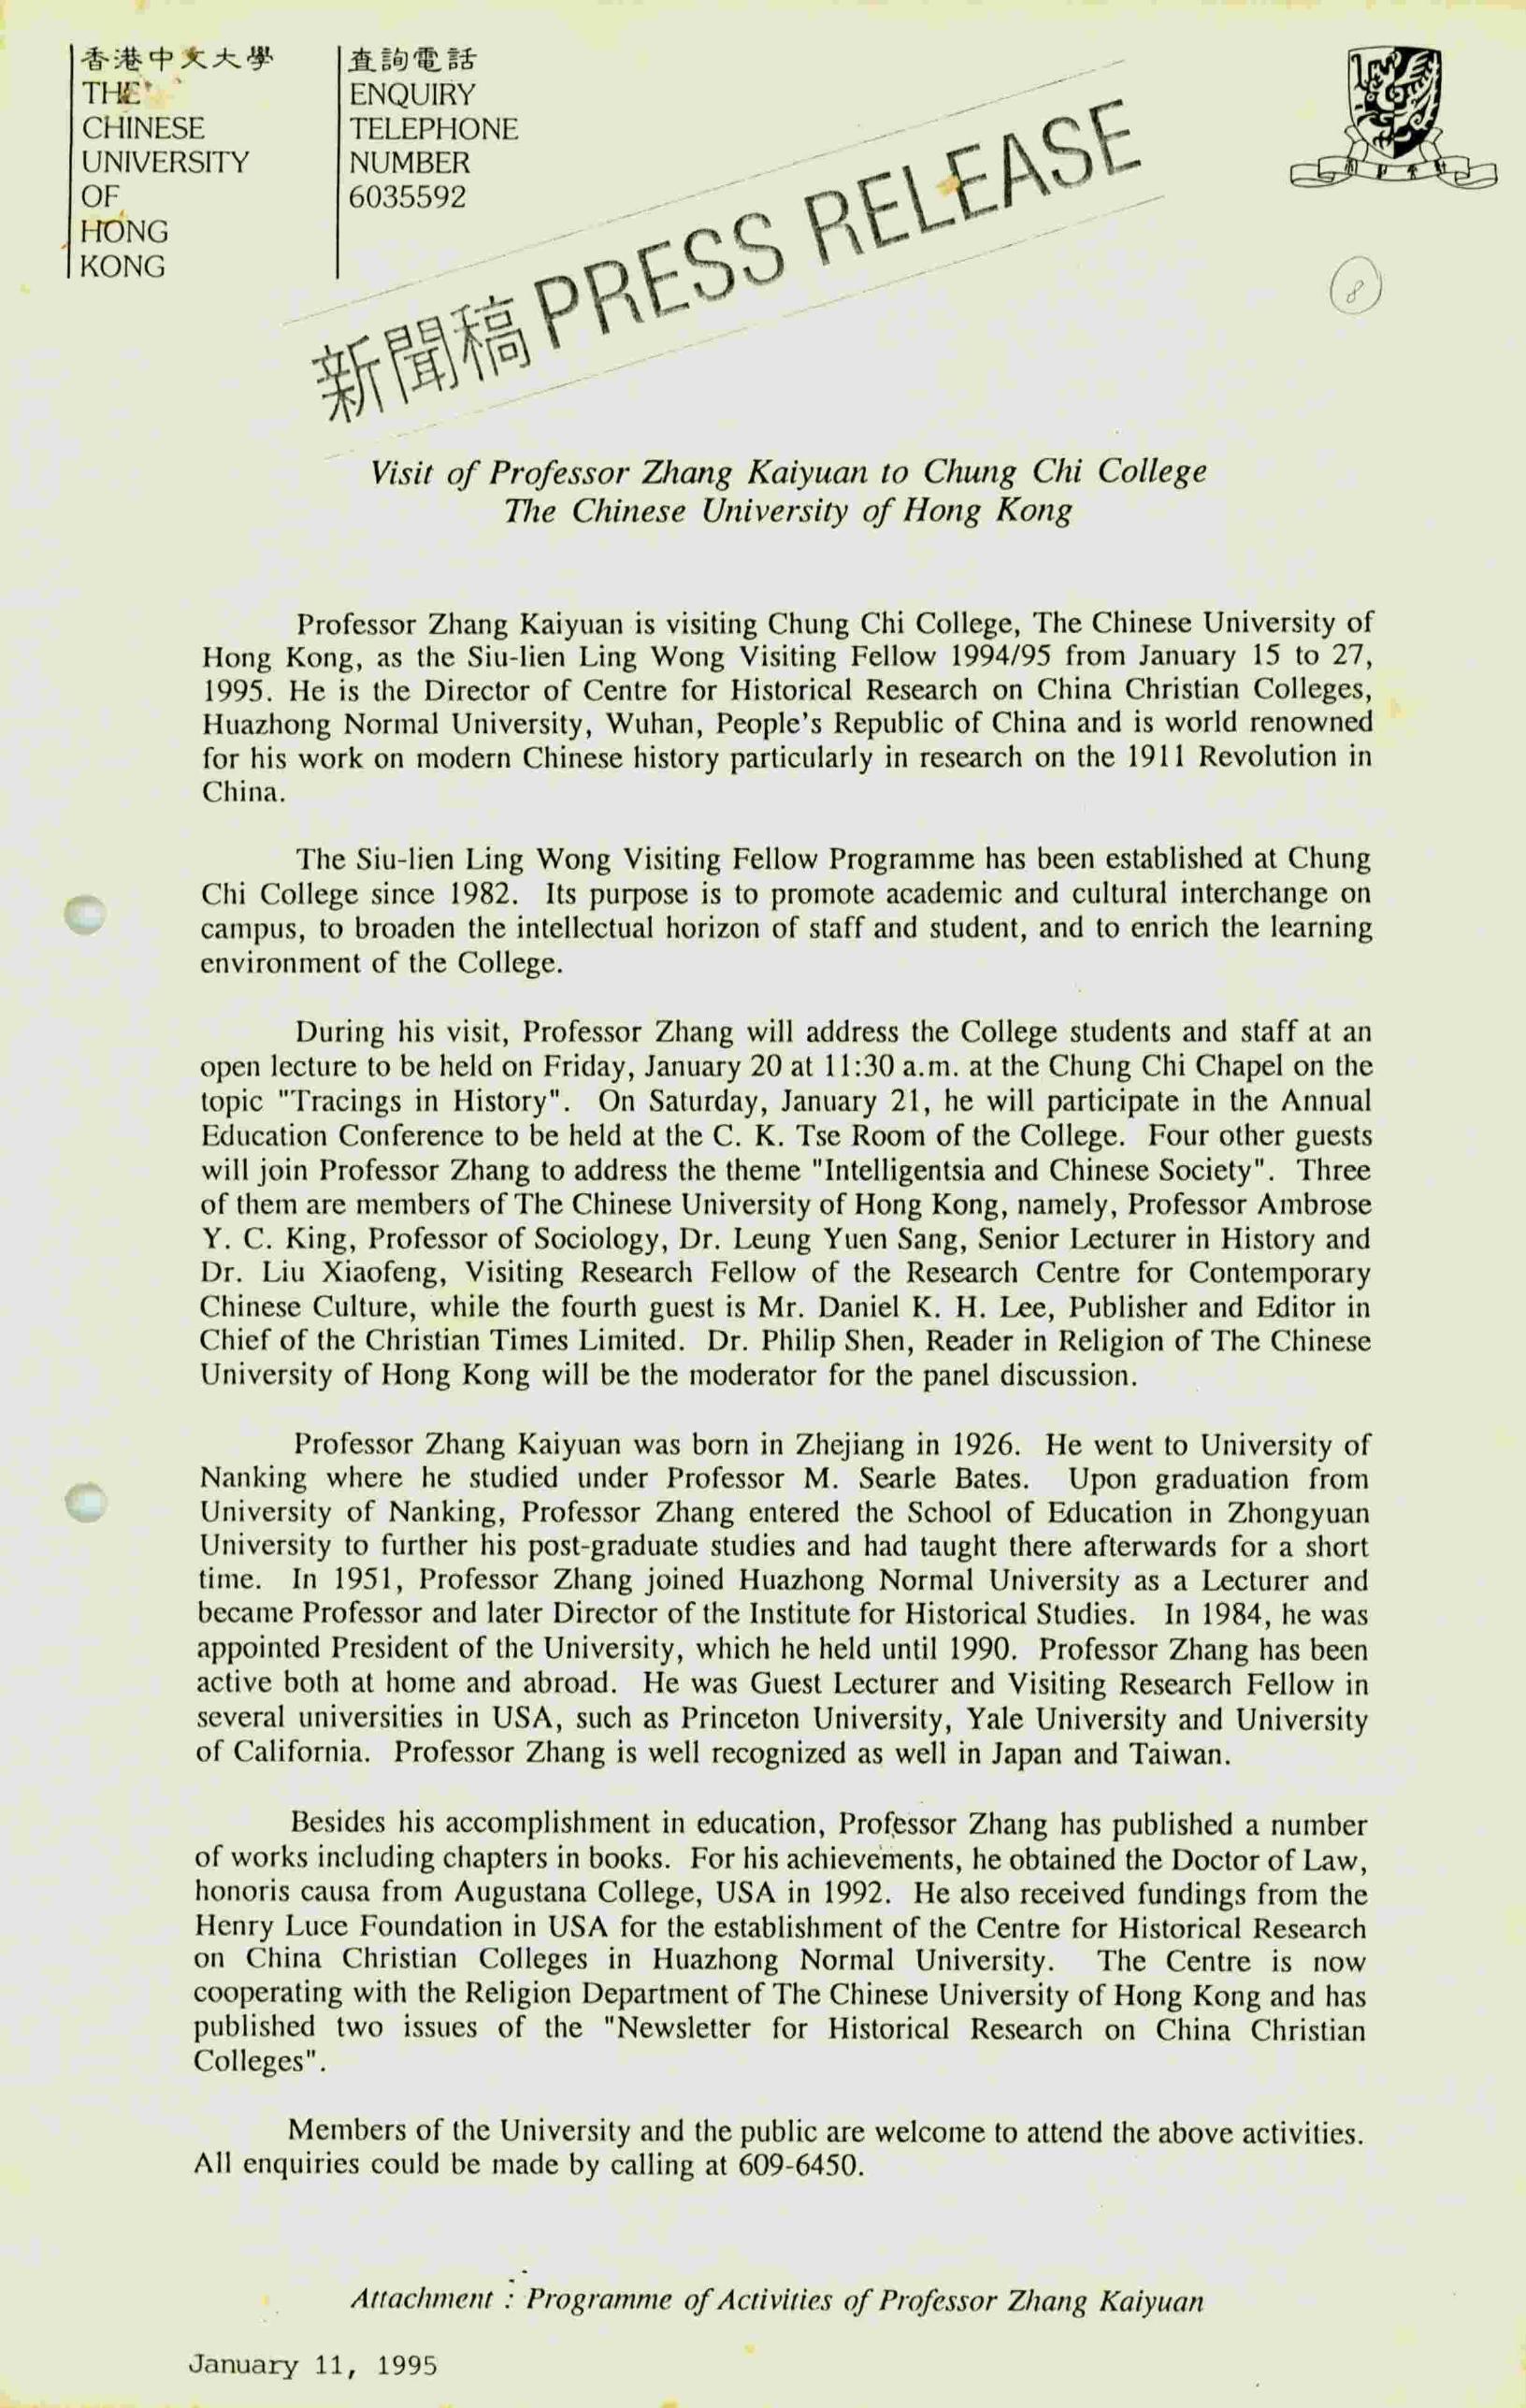 香港中文大學
THE
CHINESE
UNIVERSITY
OF
HONG
KONG
查詢電話
ENQUIRY
TELEPHONE
NUMBER
6035592
新聞稿 PRESS RELEASE
8
Visit of Professor Zhang Kaiyuan to Chung Chi College
The Chinese University of Hong Kong
Professor Zhang Kaiyuan is visiting Chung Chi College, The Chinese University of
Hong Kong, as the Siu-lien Ling Wong Visiting Fellow 1994/95 from January 15 to 27,
1995. He is the Director of Centre for Historical Research on China Christian Colleges,
Huazhong Normal University, Wuhan, People's Republic of China and is world renowned
for his work on modern Chinese history particularly in research on the 1911 Revolution in
China.
The Siu-lien Ling Wong Visiting Fellow Programme has been established at Chung
Chi College since 1982. Its purpose is to promote academic and cultural interchange on
campus, to broaden the intellectual horizon of staff and student, and to enrich the learning
environment of the College.
During his visit, Professor Zhang will address the College students and staff at an
open lecture to be held on Friday, January 20 at 11:30 a.m. at the Chung Chi Chapel on the
topic "Tracings in History". On Saturday, January 21, he will participate in the Annual
Education Conference to be held at the C. K. Tse Room of the College. Four other guests
will join Professor Zhang to address the theme "Intelligentsia and Chinese Society". Three
of them are members of The Chinese University of Hong Kong, namely, Professor Ambrose
Y. C. King, Professor of Sociology, Dr. Leung Yuen Sang, Senior Lecturer in History and
Dr. Liu Xiaofeng, Visiting Research Fellow of the Research Centre for Contemporary
Chinese Culture, while the fourth guest is Mr. Daniel K. H. Lee, Publisher and Editor in
Chief of the Christian Times Limited. Dr. Philip Shen, Reader in Religion of The Chinese
University of Hong Kong will be the moderator for the panel discussion.
Professor Zhang Kaiyuan was born in Zhejiang in 1926. He went to University of
Nanking where he studied under Professor M. Searle Bates. Upon graduation from
University of Nanking, Professor Zhang entered the School of Education in Zhongyuan
University to further his post-graduate studies and had taught there afterwards for a short
time. In 1951, Professor Zhang joined Huazhong Normal University as a Lecturer and
became Professor and later Director of the Institute for Historical Studies. In 1984, he was
appointed President of the University, which he held until 1990. Professor Zhang has been
active both at home and abroad. He was Guest Lecturer and Visiting Research Fellow in
several universities in USA, such as Princeton University, Yale University and University
of California. Professor Zhang is well recognized as well in Japan and Taiwan.
Besides his accomplishment in education, Professor Zhang has published a number
of works including chapters in books. For his achievements, he obtained the Doctor of Law,
honoris causa from Augustana College, USA in 1992. He also received fundings from the
Henry Luce Foundation in USA for the establishment of the Centre for Historical Research
on China Christian Colleges in Huazhong Normal University. The Centre is now
cooperating with the Religion Department of The Chinese University of Hong Kong and has
published two issues of the "Newsletter for Historical Research on China Christian
Colleges".
Members of the University and the public are welcome to attend the above activities.
All enquiries could be made by calling at 609-6450.
Attachment : Programme of Activities of Professor Zhang Kaiyuan
January 11, 1995